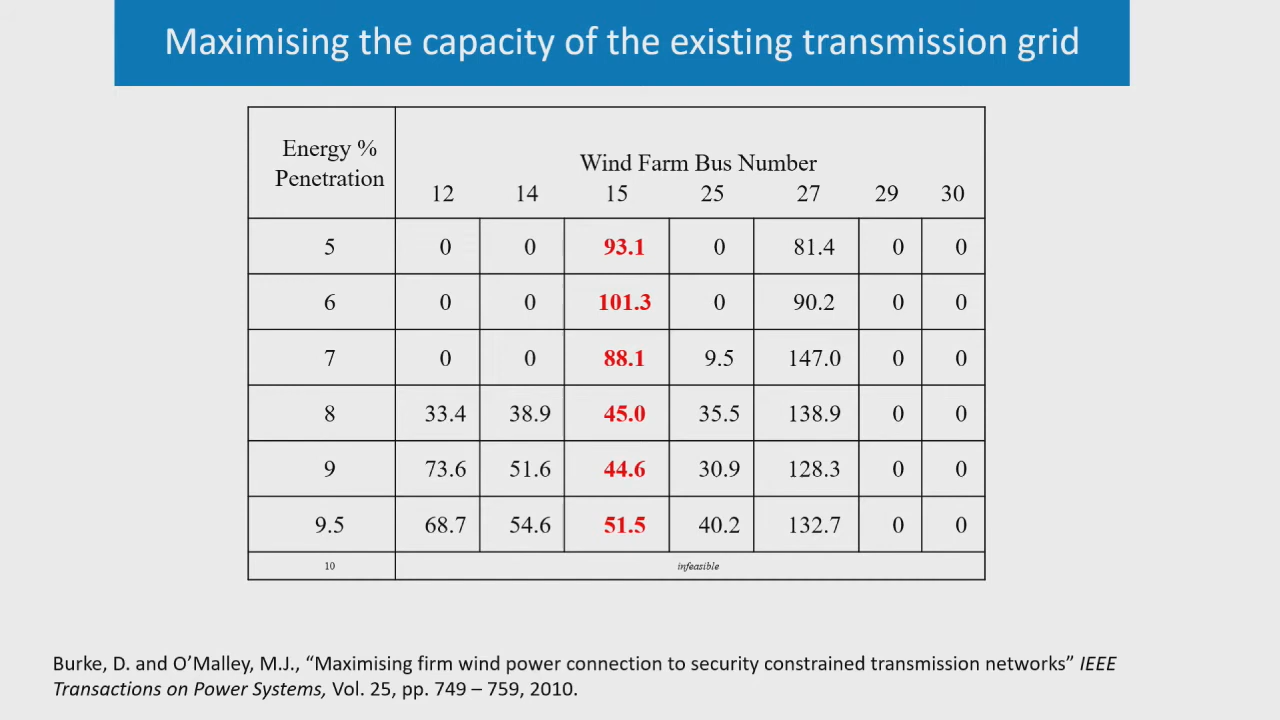 Maximising the capacity of the existing transmission grid
Energy %
Penetration
Wind Farm Bus Number
12 14 15 25 27 29 30
5 0 0 93.1 0 81.4 0 0
6 0 0 101.3 0 90.2 0 0
7 0 0 88.1 9.5 147.0 0 0
8 33.4 38.9 45.0 35.5 138.9 0 0
9 73.6 51.6 44.6 30.9 128.3 0 0
9.5 68.7 54.6 51.5 40.2 132.7 0 0
10 infeasible
Burke, D. and O’Malley, M.J., “Maximising firm wind power connection to security constrained transmission networks” IEEE
Transactions on Power Systems, Vol. 25, pp. 749 – 759, 2010.